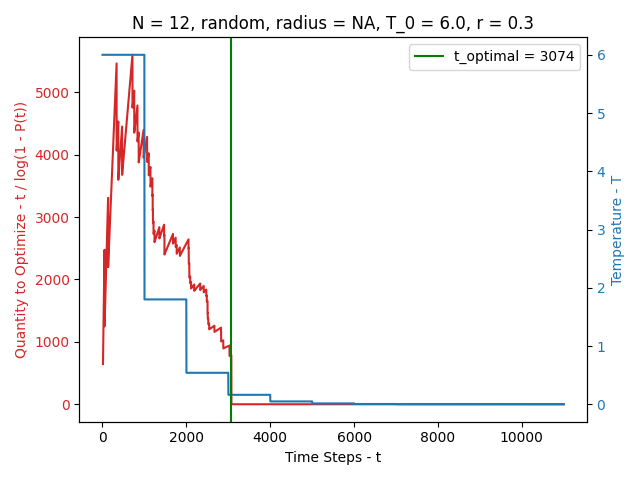 N = 12, random, radius = NA, T_0 = 6.0, r = 0.3
t_optimal = 3074
Quantity to Optimize - t / log(1 - P(t))
5000
4000
3000
2000
1000
0
6
5
4
3
2
1
0
Temperature - T
0 2000 4000 6000 8000 10000
Time Steps - t